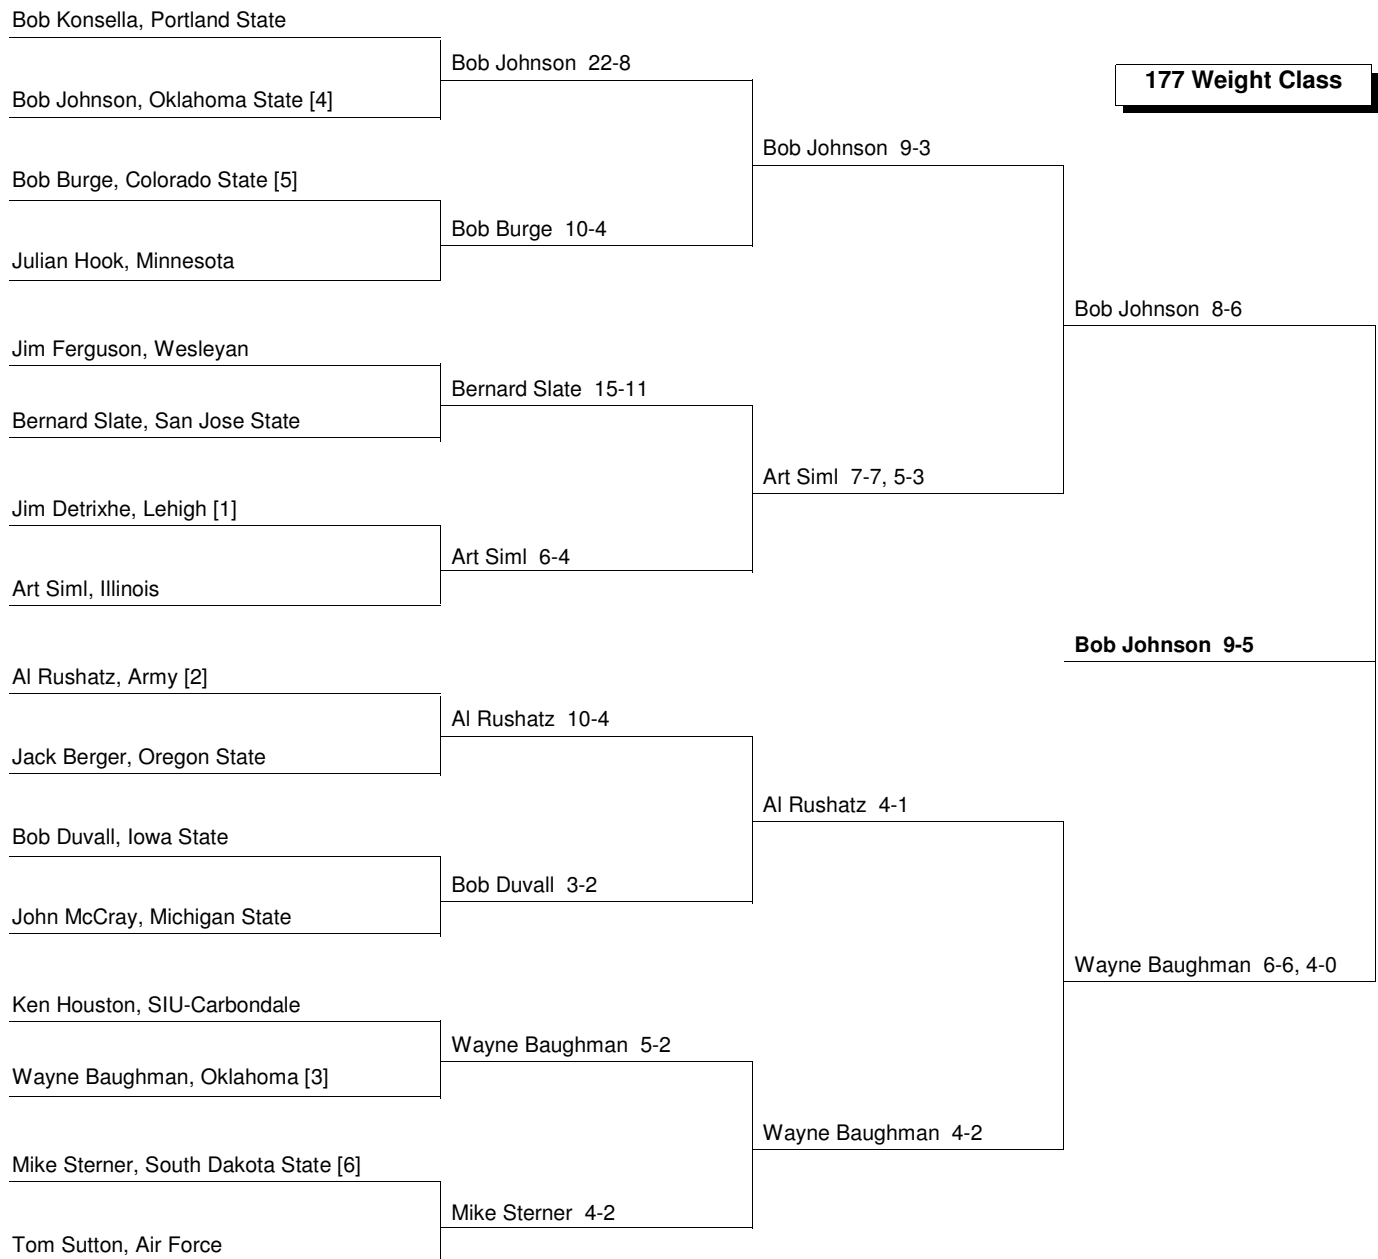 Bob Konsella, Portland State
Bob Johnson  22-8
177 Weight Class
Bob Johnson, Oklahoma State [4]
Bob Johnson  9-3
Bob Burge, Colorado State [5]
Bob Burge  10-4
Julian Hook, Minnesota
Bob Johnson  8-6
Jim Ferguson, Wesleyan
Bernard Slate  15-11
Bernard Slate, San Jose State
Art Siml  7-7, 5-3
Jim Detrixhe, Lehigh [1]
Art Siml  6-4
Art Siml, Illinois
Bob Johnson  9-5
Al Rushatz, Army [2]
Al Rushatz  10-4
Jack Berger, Oregon State
Al Rushatz  4-1
Bob Duvall, Iowa State
Bob Duvall  3-2
John McCray, Michigan State
Wayne Baughman  6-6, 4-0
Ken Houston, SIU-Carbondale
Wayne Baughman  5-2
Wayne Baughman, Oklahoma [3]
Wayne Baughman  4-2
Mike Sterner, South Dakota State [6]
Mike Sterner  4-2
Tom Sutton, Air Force